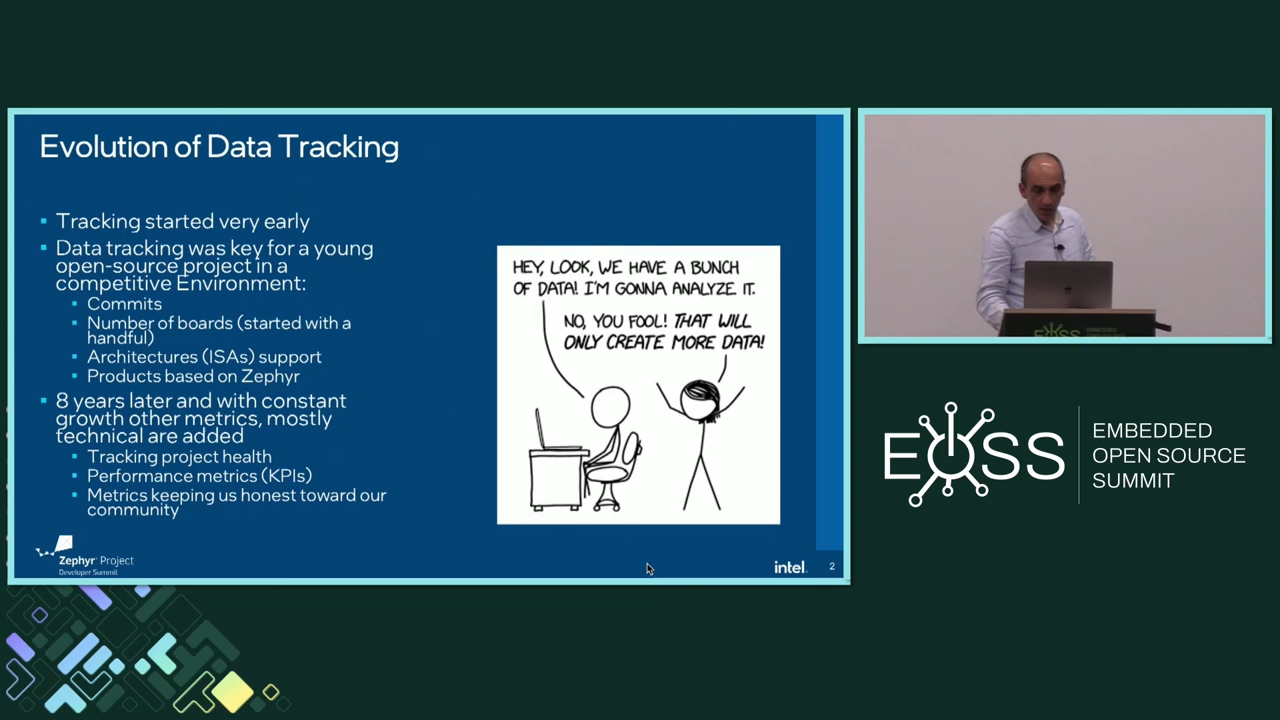 Evolution of Data Tracking
Tracking started very early
Data tracking was key for a young
open-source project in a
competitive Environment:
Commits
Number of boards (started with a
handful)
Architectures (ISAs) support
Products based on Zephyr
8 years later and with constant
growth other metrics, mostly
technical are added
Tracking project health
Performance metrics (KPIs)
Metrics keeping us honest toward our
community
HEY, LOOK, WE HAVE A BUNCH
OF DATA! I'M GONNA ANALYZE IT.
NO, YOU FOOL! THAT WILL
ONLY CREATE MORE DATA!
Zephyr Project
Developer Summit
intel.
2
EOSS
EMBEDDED
OPEN SOURCE
SUMMIT